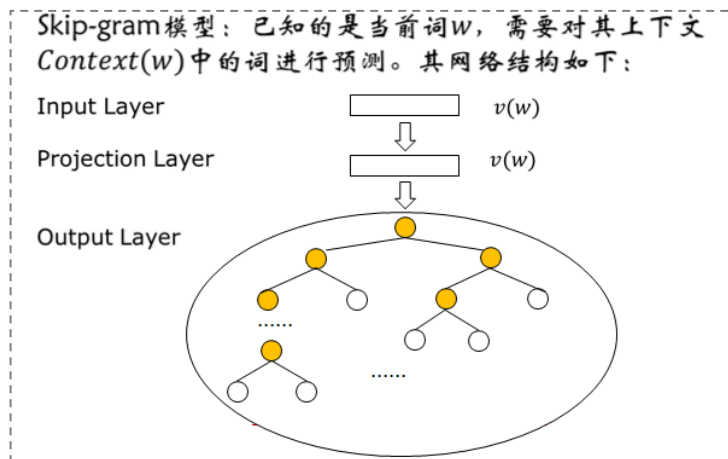 Skip-gram模型：已知的是当前词w，需要对其上下文
Context(w)中的词进行预测。其网络结构如下：
Input Layer v(w)
Projection Layer v(w)
Output Layer
......
......